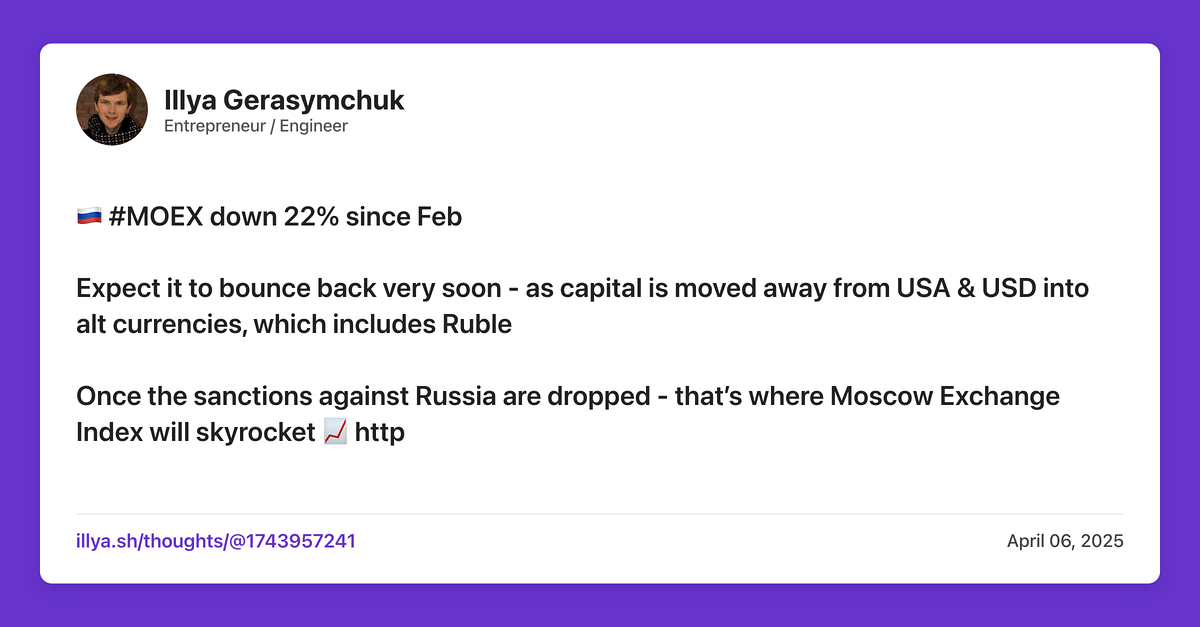 Illya Gerasymchuk
Entrepreneur / Engineer
🇷🇺 #MOEX down 22% since Feb
Expect it to bounce back very soon - as capital is moved away from USA & USD into
alt currencies, which includes Ruble
Once the sanctions against Russia are dropped - that’s where Moscow Exchange
Index will skyrocket 📈 http
illya.sh/thoughts/@1743957241
April 06, 2025